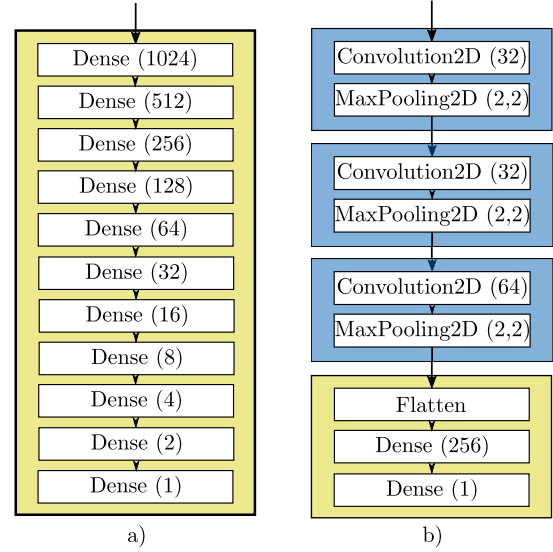 Dense (1024)
Dense (512)
Dense (256)
Dense (128)
Dense (64)
Dense (32)
Dense (16)
Dense (8)
Dense (4)
Dense (2)
Dense (1)
a)
Convolution2D (32)
MaxPooling2D (2,2)
Convolution2D (32)
MaxPooling2D (2,2)
Convolution2D (64)
MaxPooling2D (2,2)
Flatten
Dense (256)
Dense (1)
b)